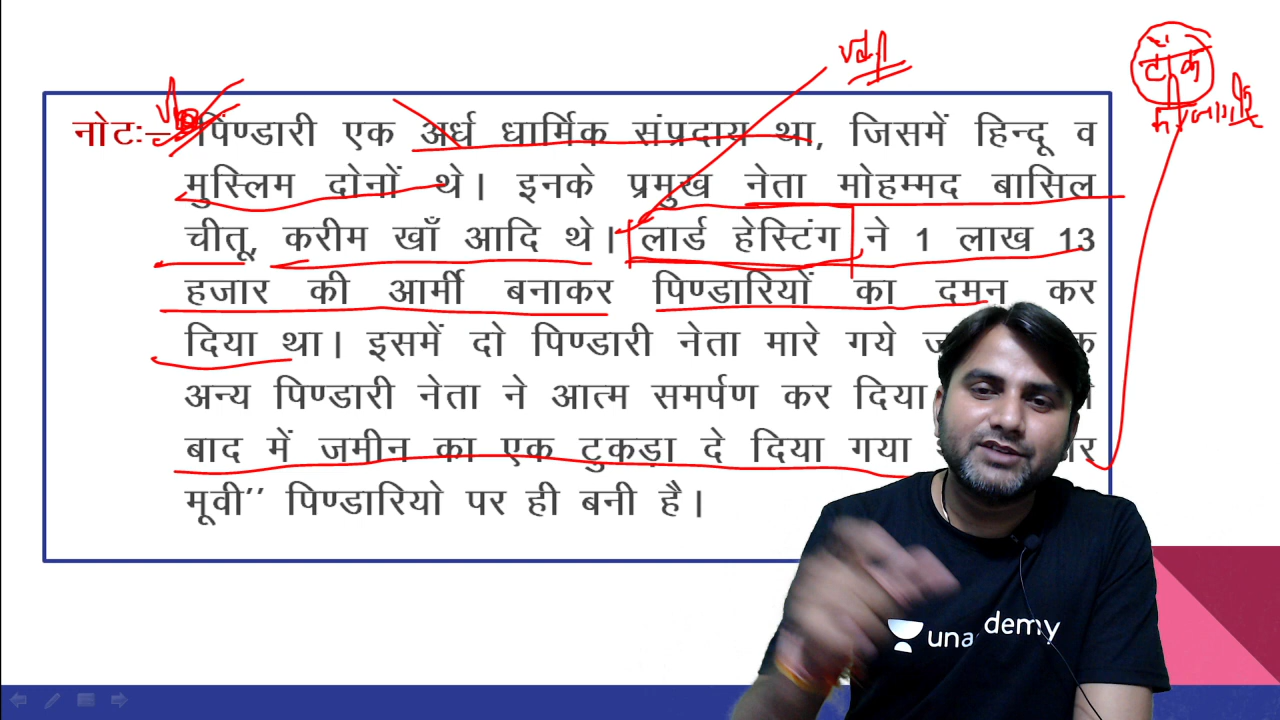 नोटः– पिंण्डारी एक अर्ध धार्मिक संप्रदाय था, जिसमें हिन्दू व
मुस्लिम दोनों थे। इनके प्रमुख नेता मोहम्मद बासिल
चीतू, करीम खाँ आदि थे। लार्ड हेस्टिंग ने 1 लाख 13
हजार की आर्मी बनाकर पिण्डारियों का दमन कर
दिया था। इसमें दो पिण्डारी नेता मारे गये
अन्य पिण्डारी नेता ने आत्म समर्पण कर दिया
बाद में जमीन का एक टुकड़ा दे दिया गया
मूवी’’ पिण्डारियो पर ही बनी है।
टोंक
unademy